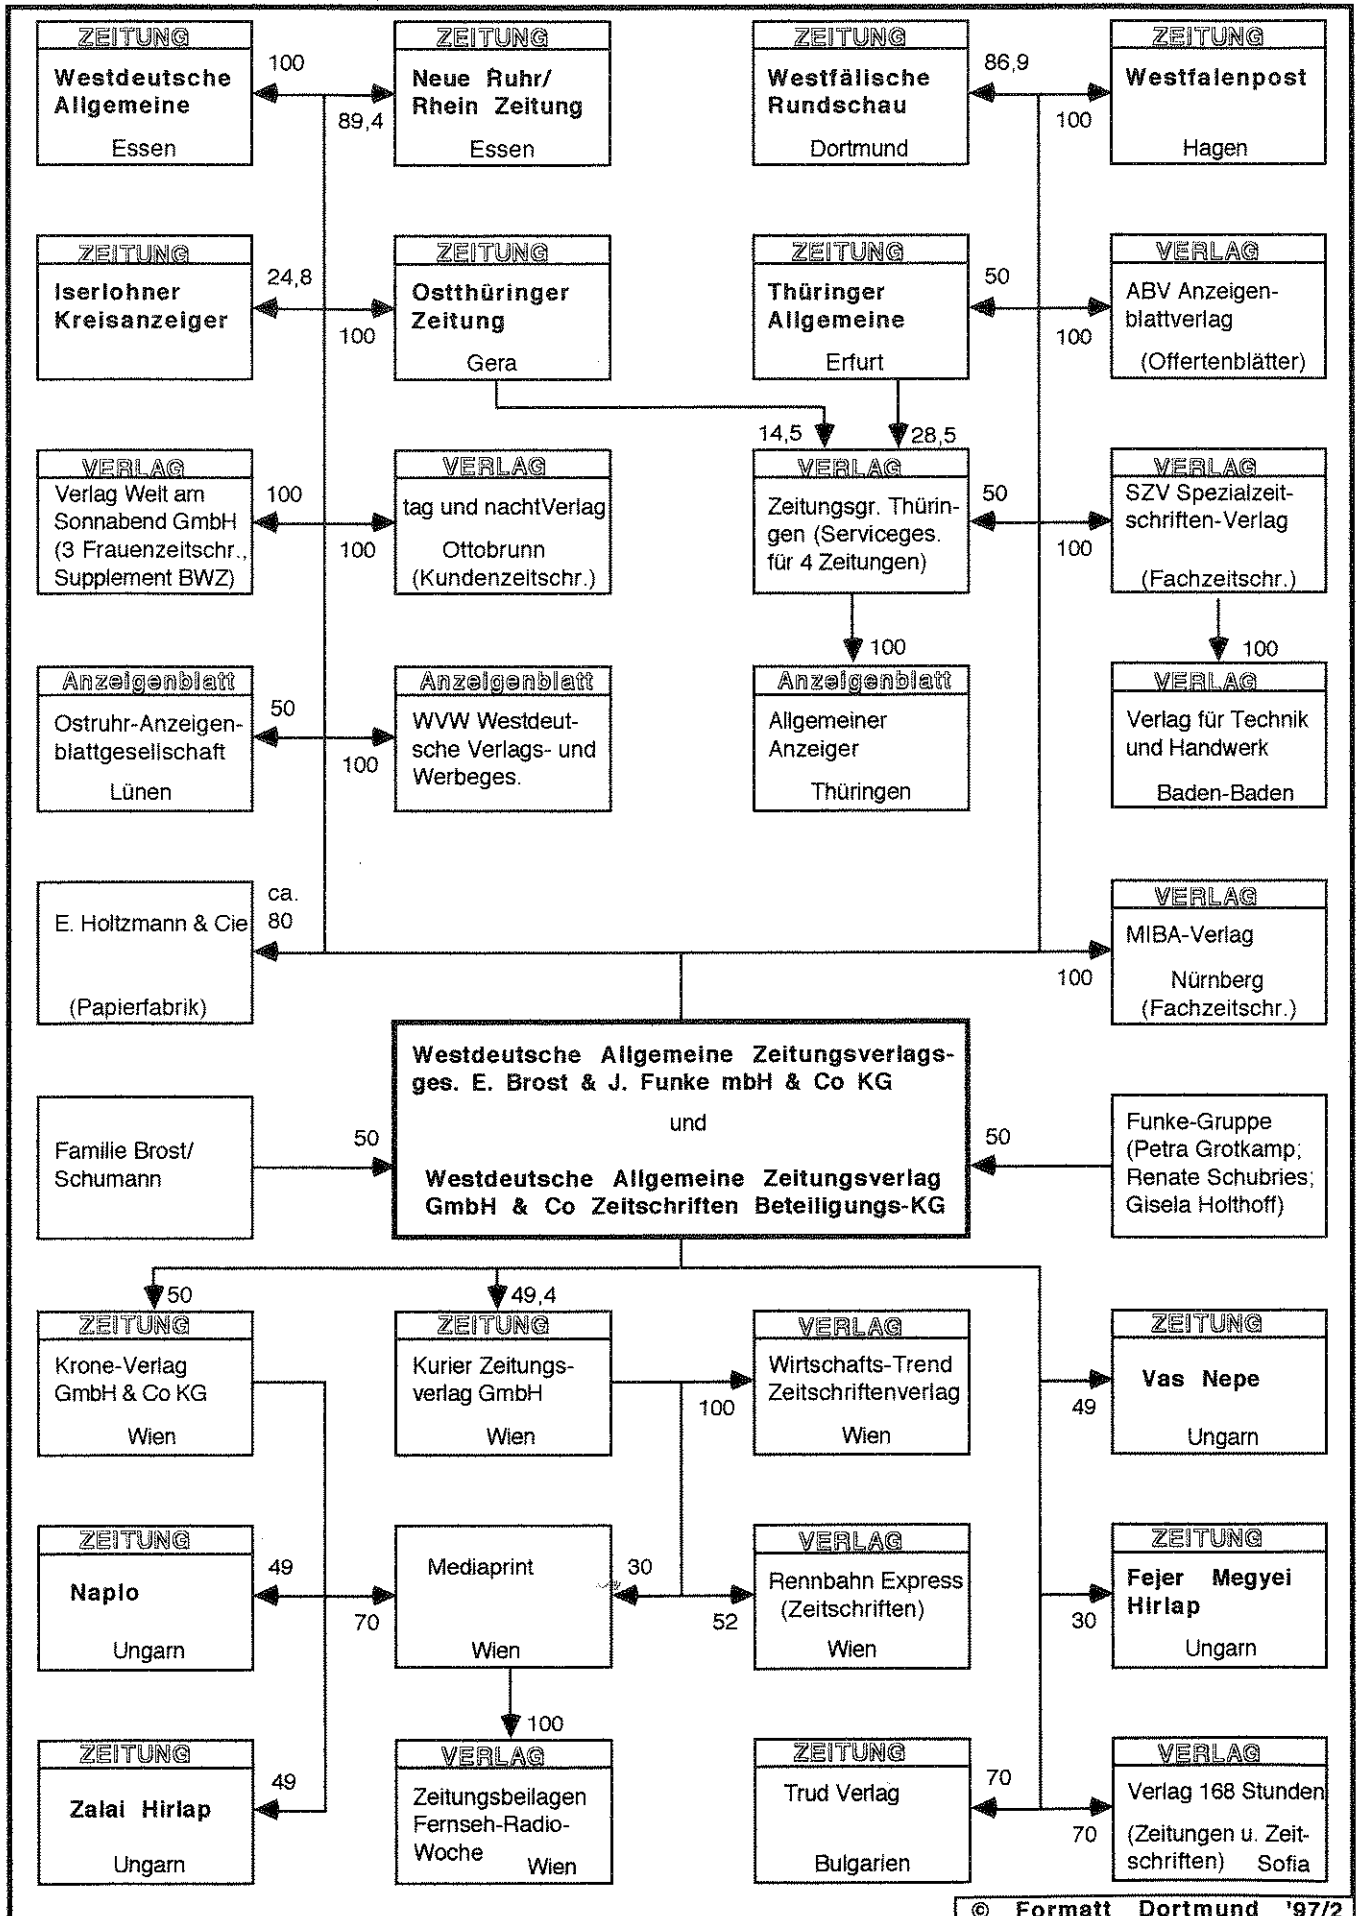 ZEITUNG
Westdeutsche
Allgemeine
Essen
100
89,4
ZEITUNG
Neue Ruhr/
Rhein Zeitung
Essen
ZEITUNG
Westfälische
Rundschau
Dortmund
86,9
100
ZEITUNG
Westfalenpost
Hagen
ZEITUNG
Iserlohner
Kreisanzeiger
24,8
100
ZEITUNG
Ostthüringer
Zeitung
Gera
ZEITUNG
Thüringer
Allgemeine
Erfurt
50
100
VERLAG
ABV Anzeigen-
blattverlag
(Offertenblätter)
14,5
28,5
VERLAG
Verlag Welt am
Sonnabend GmbH
(3 Frauenzeitschr.,
Supplement BWZ)
100
100
VERLAG
tag und nachtVerlag
Ottobrunn
(Kundenzeitschr.)
VERLAG
Zeitungsgr. Thürin-
gen (Serviceges.
für 4 Zeitungen)
50
100
VERLAG
SZV Spezialzeit-
schriften-Verlag
(Fachzeitschr.)
100
100
Anzeigenblatt
Ostruhr-Anzeigen-
blattgesellschaft
Lünen
50
100
Anzeigenblatt
WVW Westdeut-
sche Verlags- und
Werbeges.
Anzeigenblatt
Allgemeiner
Anzeiger
Thüringen
VERLAG
Verlag für Technik
und Handwerk
Baden-Baden
E. Holtzmann & Cie
(Papierfabrik)
ca.
80
100
VERLAG
MIBA-Verlag
Nürnberg
(Fachzeitschr.)
Westdeutsche Allgemeine Zeitungsverlags-
ges. E. Brost & J. Funke mbH & Co KG
und
Westdeutsche Allgemeine Zeitungsverlag
GmbH & Co Zeitschriften Beteiligungs-KG
Familie Brost/
Schumann
50
50
Funke-Gruppe
(Petra Grotkamp;
Renate Schubries;
Gisela Holthoff)
50
49,4
ZEITUNG
Krone-Verlag
GmbH & Co KG
Wien
ZEITUNG
Kurier Zeitungs-
verlag GmbH
Wien
100
VERLAG
Wirtschafts-Trend
Zeitschriftenverlag
Wien
49
ZEITUNG
Vas Nepe
Ungarn
ZEITUNG
Naplo
Ungarn
49
70
Mediaprint
Wien
30
52
VERLAG
Rennbahn Express
(Zeitschriften)
Wien
30
ZEITUNG
Fejer Megyei
Hirlap
Ungarn
100
ZEITUNG
Zalai Hirlap
Ungarn
49
VERLAG
Zeitungsbeilagen
Fernseh-Radio-
Woche Wien
ZEITUNG
Trud Verlag
Bulgarien
70
70
VERLAG
Verlag 168 Stunden
(Zeitungen u. Zeit-
schriften) Sofia
© Formatt Dortmund '97/2